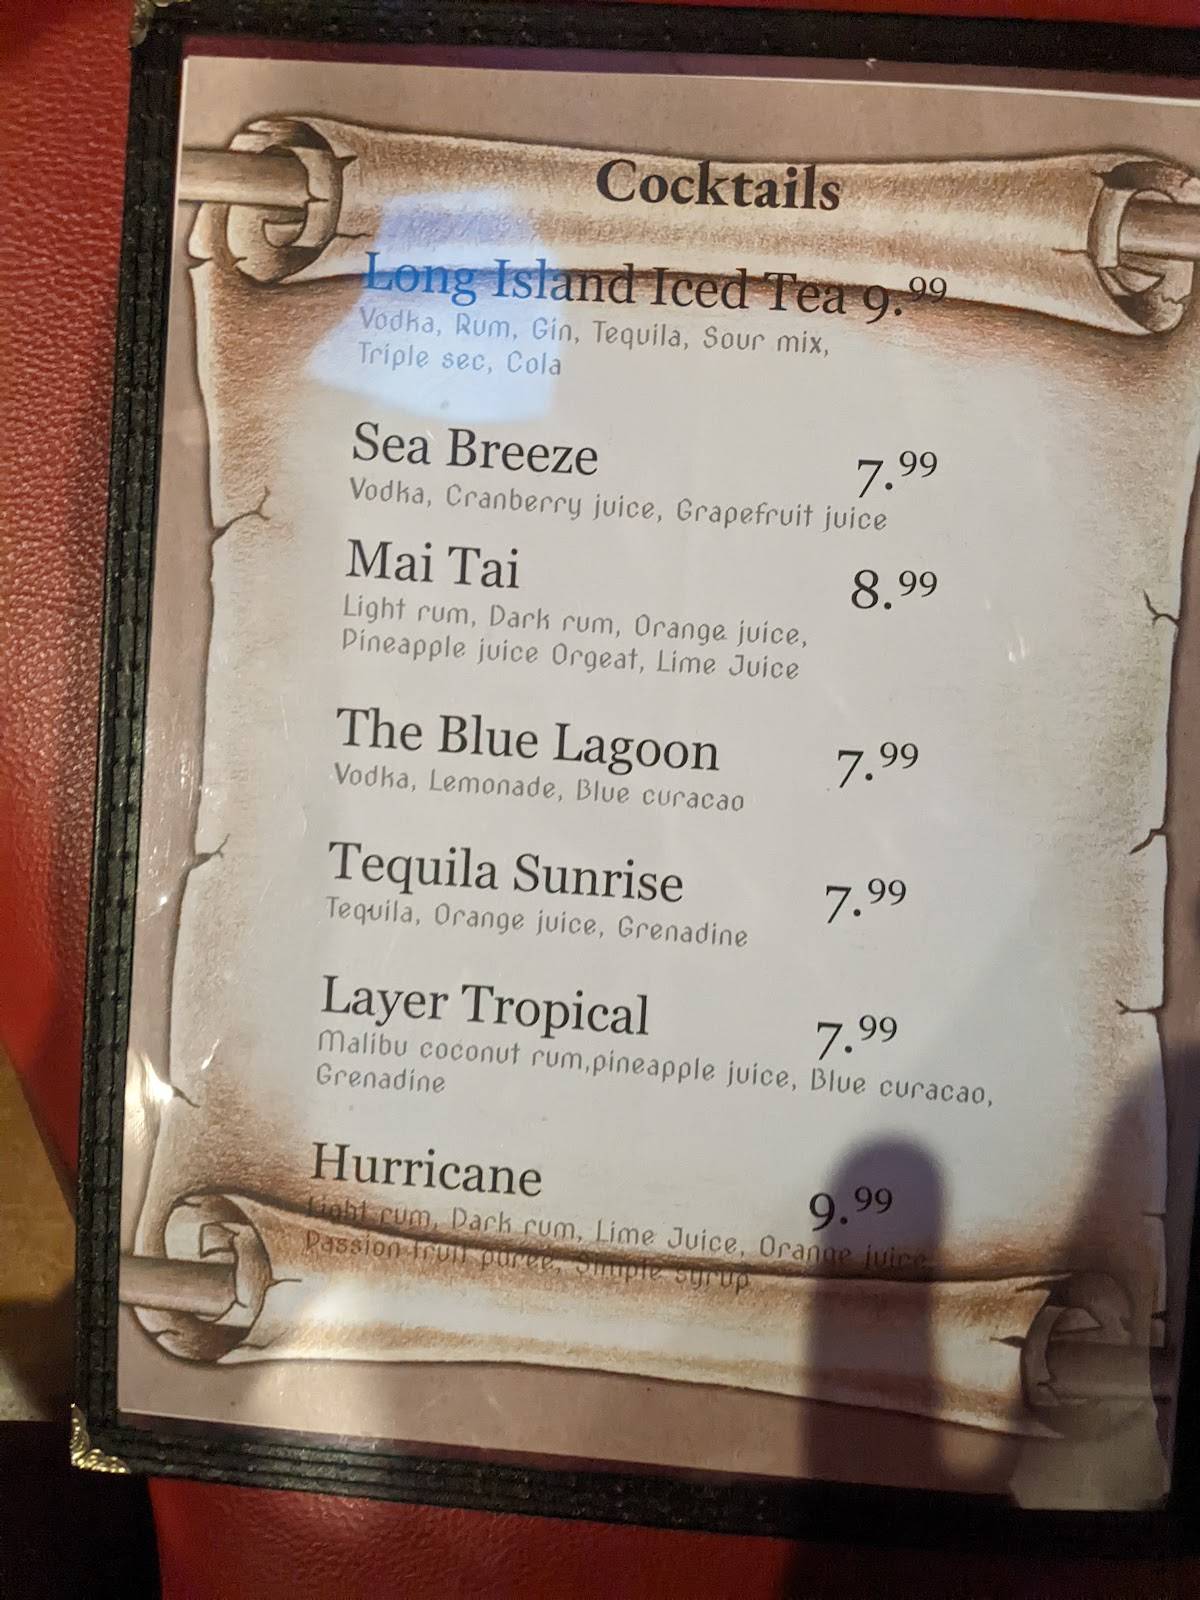 Cocktails
Long Island Iced Tea 9.99
Vodka, Rum, Gin, Tequila, Sour mix,
Triple sec, Cola
Sea Breeze 7.99
Vodka, Cranberry juice, Grapefruit juice
Mai Tai 8.99
Light rum, Dark rum, Orange juice,
Pineapple juice Orgeat, Lime Juice
The Blue Lagoon 7.99
Vodka, Lemonade, Blue curacao
Tequila Sunrise 7.99
Tequila, Orange juice, Grenadine
Layer Tropical 7.99
Malibu coconut rum,pineapple juice, Blue curacao,
Grenadine
Hurricane 9.99
Light rum, Dark rum, Lime Juice, Orange juice
Passion fruit puree, Simple syrup